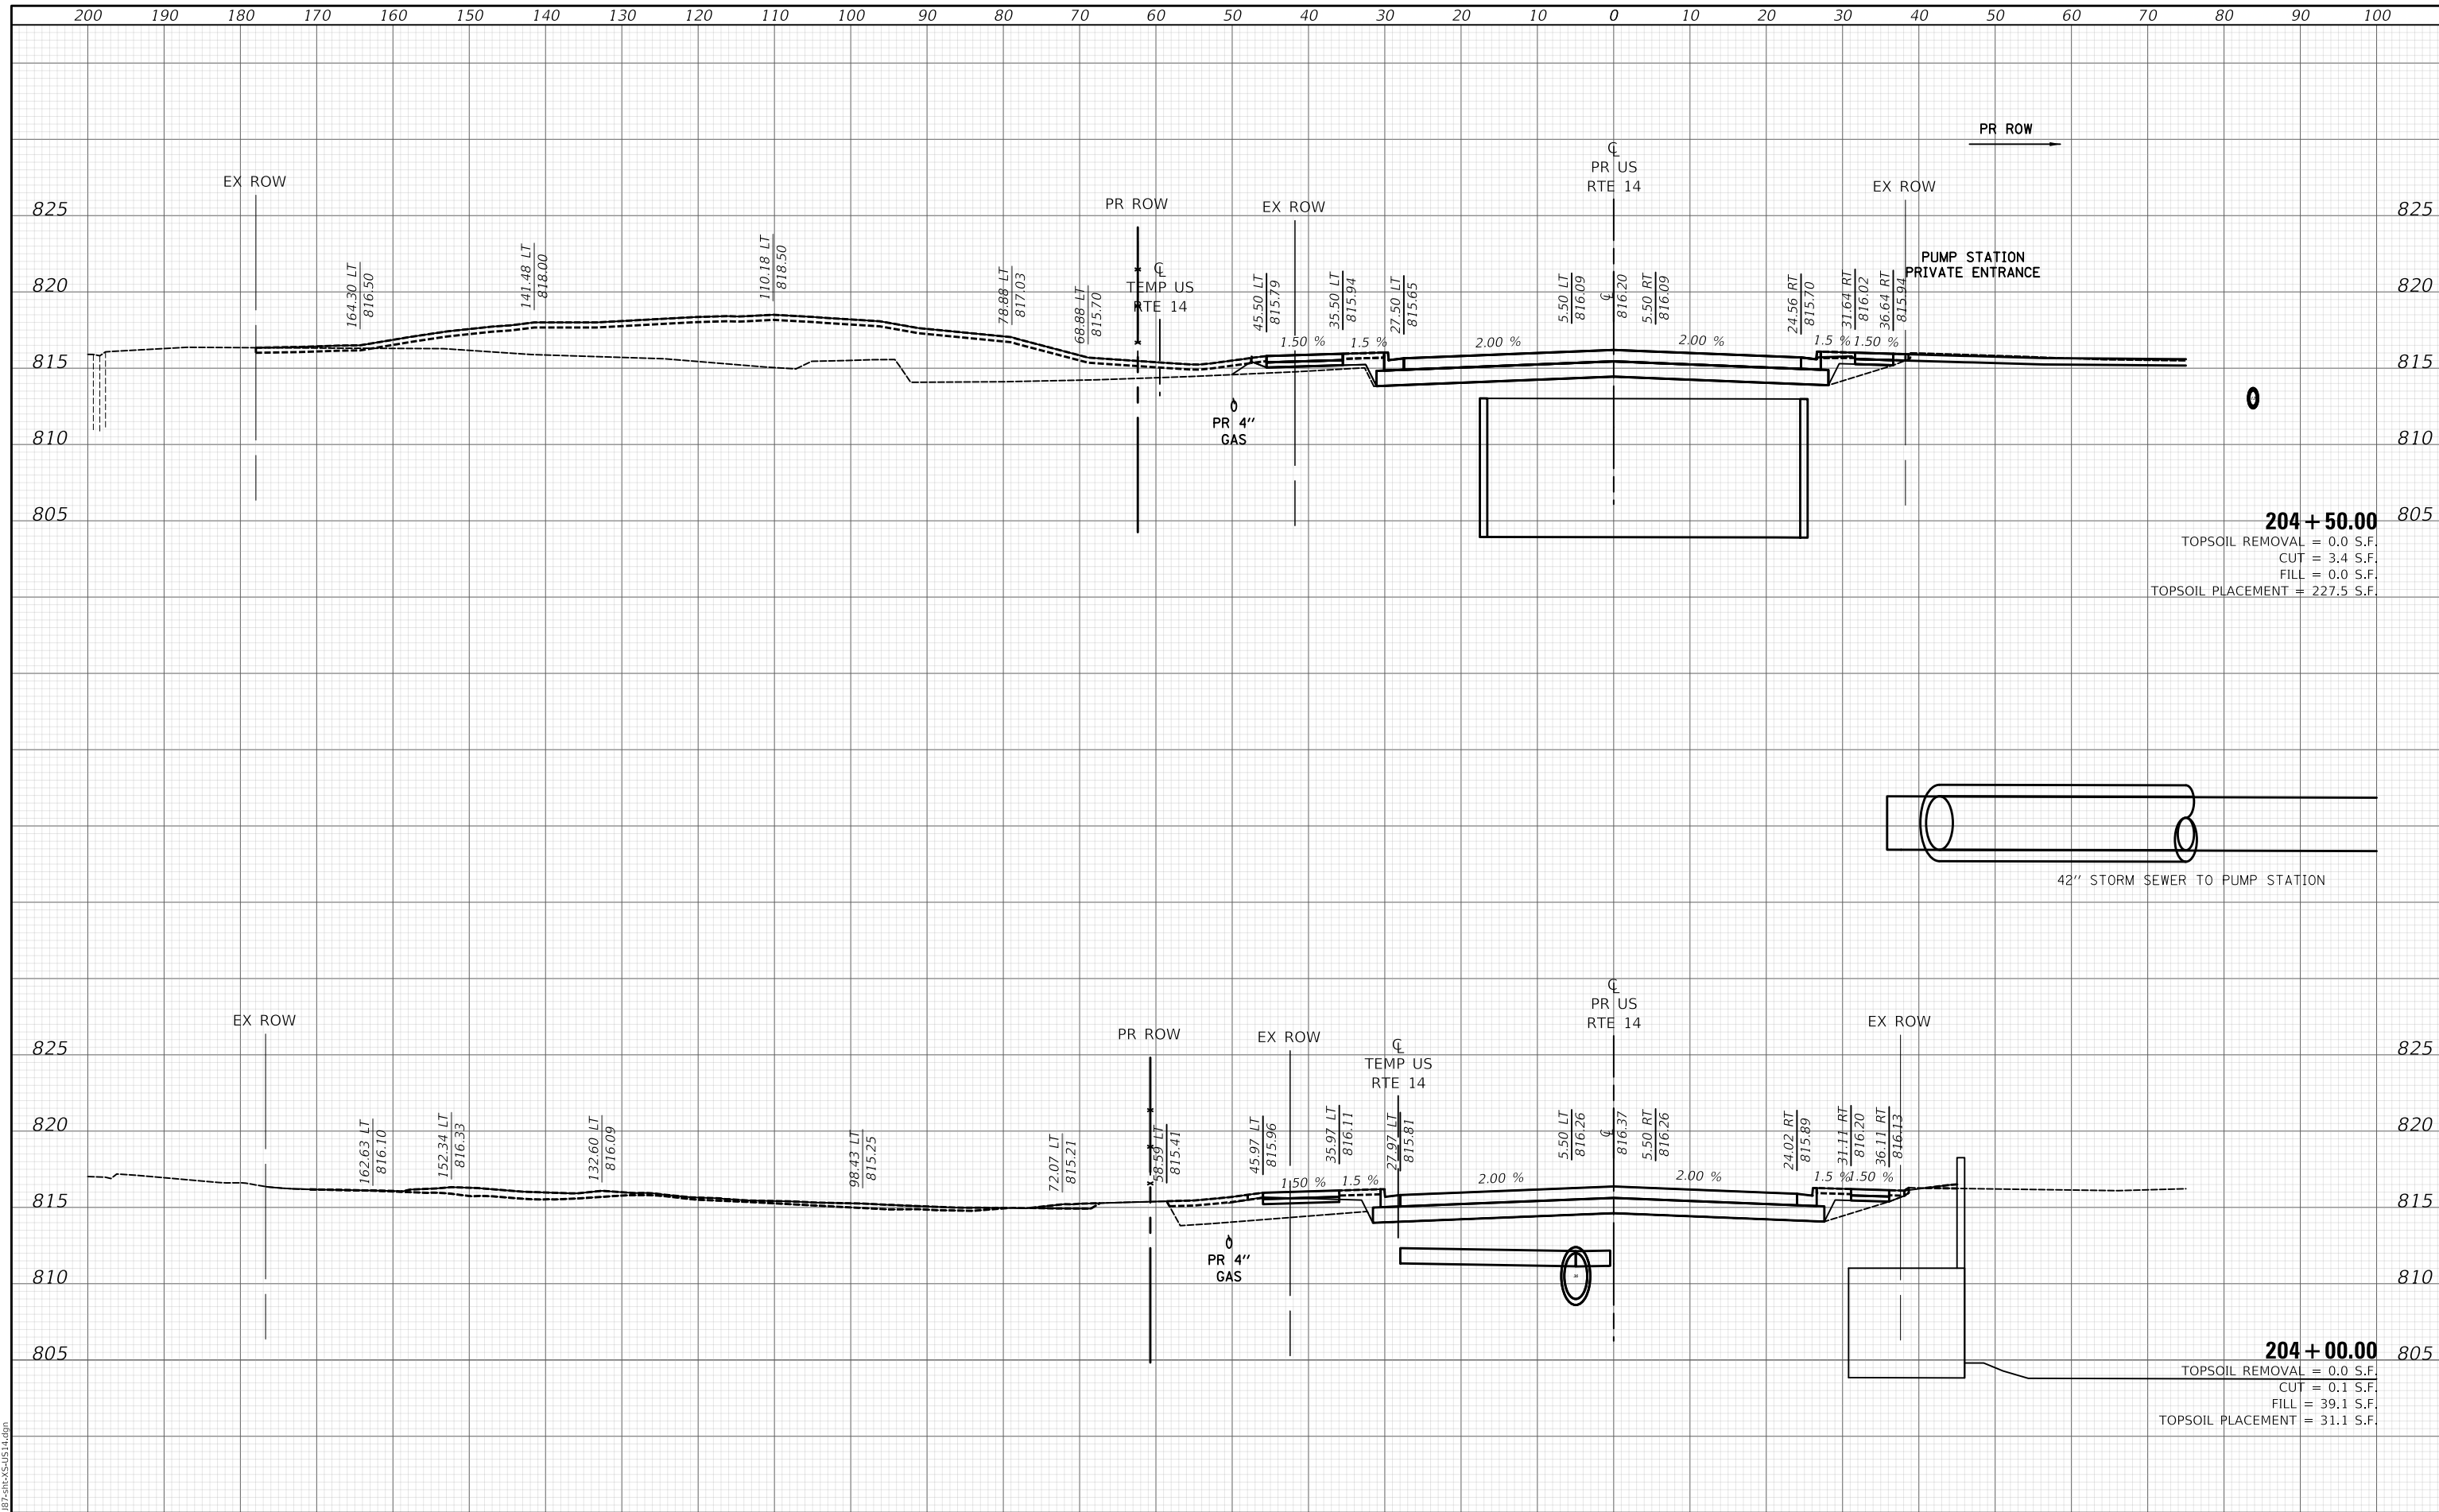 200 190 180 170 160 150 140 130 120 110 100 90 80 70 60 50 40 30 20 10 0 10 20 30 40 50 60 70 80 90 100
PR ROW
EX ROW
PR ROW
EX ROW
℄
PR US
RTE 14
EX ROW
825 825
℄
TEMP US
RTE 14
PUMP STATION
PRIVATE ENTRANCE
820 820
164.30 LT
816.50
141.48 LT
818.00
110.18 LT
818.50
78.88 LT
817.03
68.88 LT
815.70
45.50 LT
815.79
35.50 LT
815.94
27.50 LT
815.65
5.50 LT
816.09
℄
816.20
5.50 RT
816.09
24.56 RT
815.70
31.64 RT
816.02
36.64 RT
815.94
1.50 % 1.5 % 2.00 % 2.00 % 1.5 % 1.50 %
815 815
PR 4"
GAS
810 810
805 805
204+50.00
TOPSOIL REMOVAL = 0.0 S.F.
CUT = 3.4 S.F.
FILL = 0.0 S.F.
TOPSOIL PLACEMENT = 227.5 S.F.
42" STORM SEWER TO PUMP STATION
EX ROW
PR ROW
EX ROW
℄
TEMP US
RTE 14
℄
PR US
RTE 14
EX ROW
825 825
820 820
162.63 LT
816.10
152.34 LT
816.33
132.60 LT
816.09
98.43 LT
815.25
72.07 LT
815.21
58.59 LT
815.41
45.97 LT
815.96
35.97 LT
816.11
27.97 LT
815.81
5.50 LT
816.26
℄
816.37
5.50 RT
816.26
24.02 RT
815.89
31.11 RT
816.20
36.11 RT
816.13
1.50 % 1.5 % 2.00 % 2.00 % 1.5 % 1.50 %
815 815
PR 4"
GAS
810 810
805 805
204+00.00
TOPSOIL REMOVAL = 0.0 S.F.
CUT = 0.1 S.F.
FILL = 39.1 S.F.
TOPSOIL PLACEMENT = 31.1 S.F.
J87-sht-XS-US14.dgn